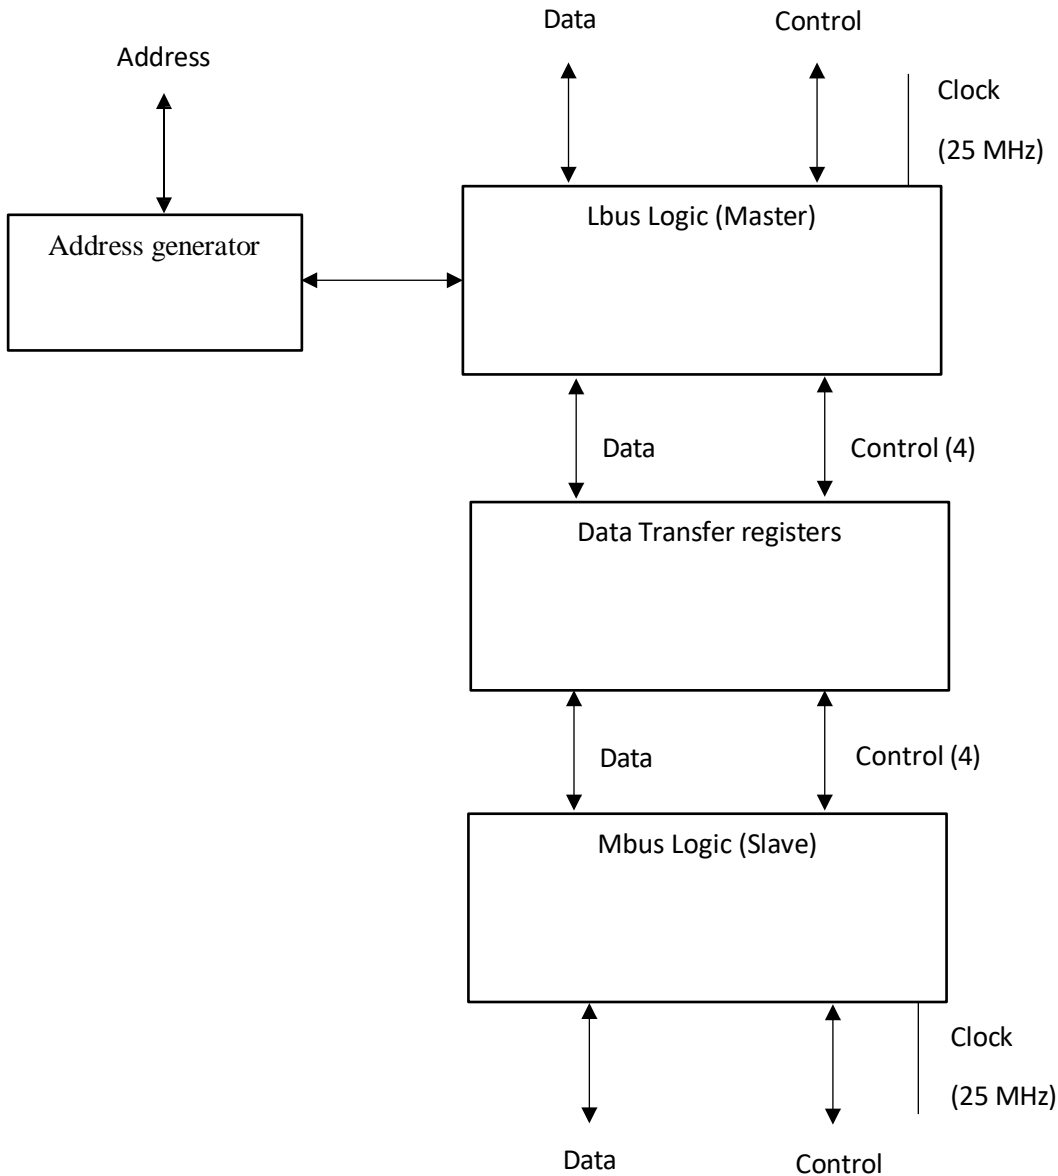 Data
Control
Address
Clock
(25 MHz)
Lbus Logic (Master)
Address generator
Data
Control (4)
Data Transfer registers
Data
Control (4)
Mbus Logic (Slave)
Clock
(25 MHz)
Data
Control